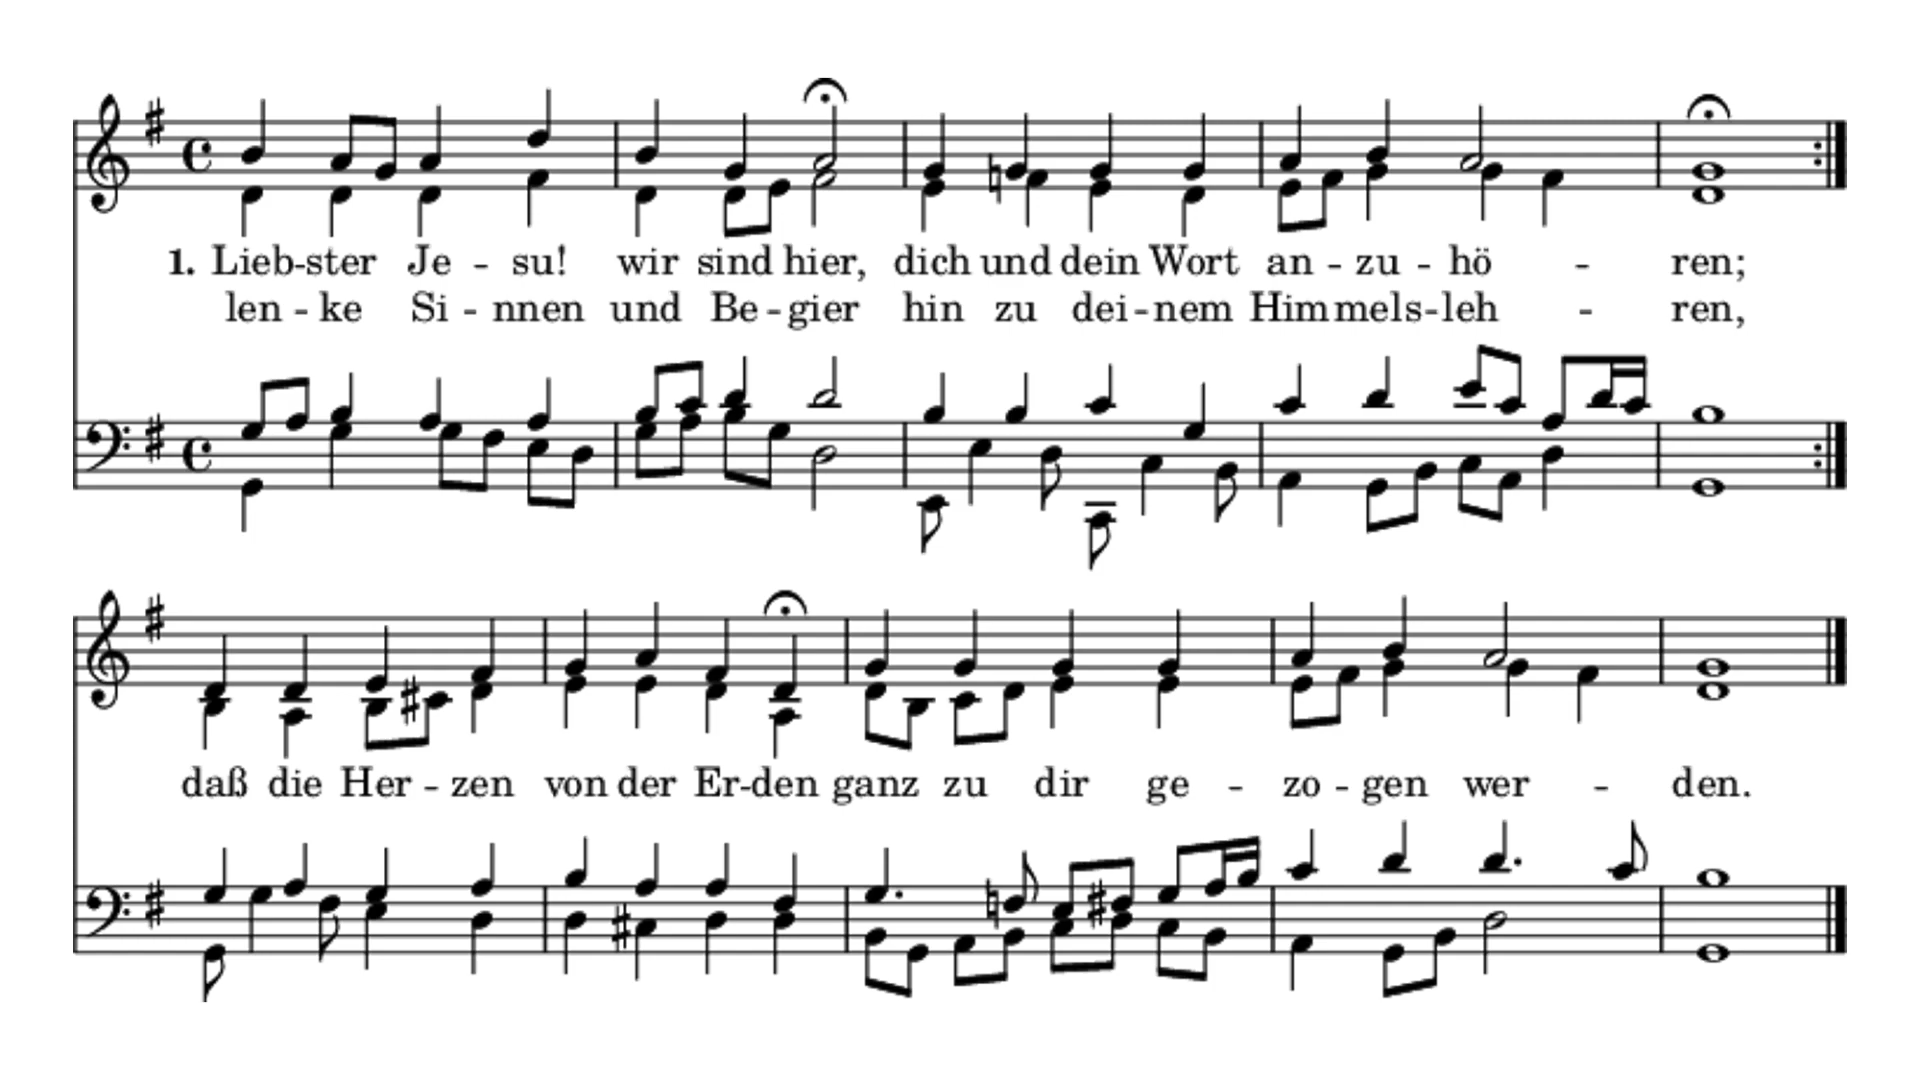 1. Lieb-ster Je - su! wir sind hier, dich und dein Wort an - zu - hö - ren;
len - ke Si - nnen und Be - gier hin zu dei - nem Himmels - leh - ren,
daß die Her - zen von der Er-den ganz zu dir ge - zo - gen wer - den.